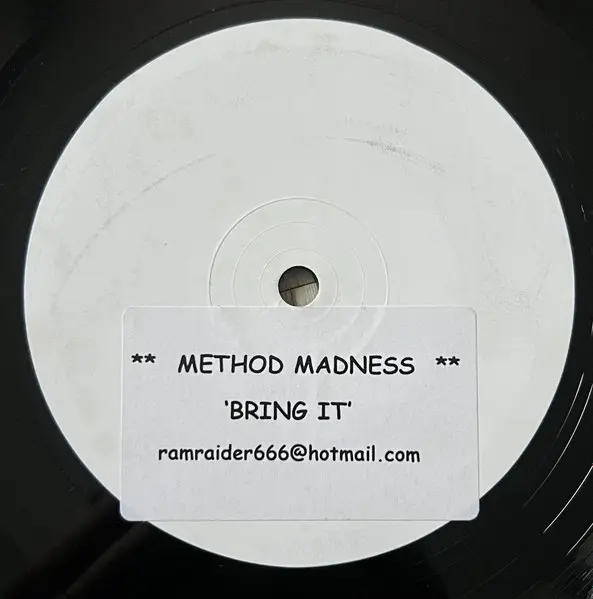 ** METHOD MADNESS **
'BRING IT'
ramraider666@hotmail.com